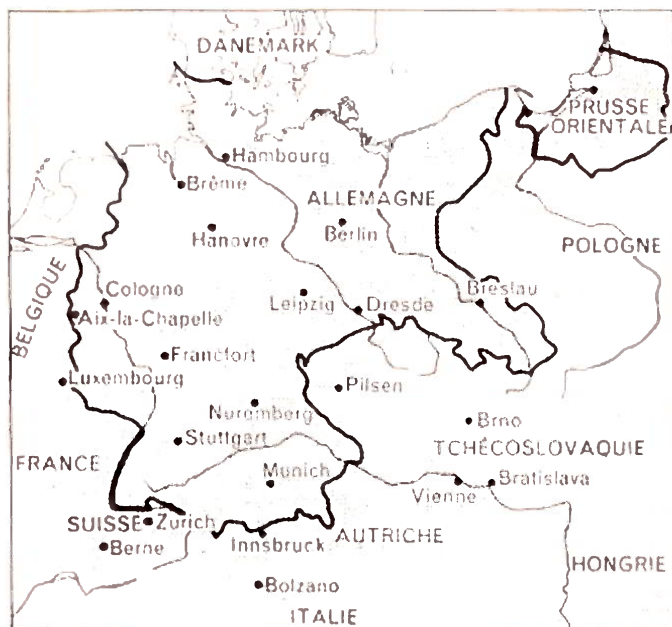 DANEMARK
PRUSSE
ORIENTALE
Hambourg
Brême
ALLEMAGNE
Hanovre
Berlin
POLOGNE
BELGIQUE
Cologne
Leipzig
Dresde
Breslau
Aix-la-Chapelle
Francfort
Luxembourg
Pilsen
Nuremberg
Brno
Stuttgart
TCHÉCOSLOVAQUIE
FRANCE
Munich
Vienne
Bratislava
SUISSE
Zurich
AUTRICHE
Berne
Innsbruck
HONGRIE
Bolzano
ITALIE